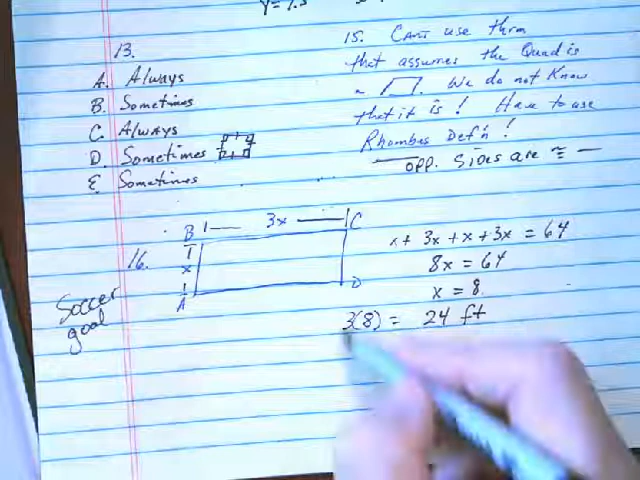 y = 7.5
13.
A. Always
B. Sometimes
C. Always
D. Sometimes
E. Sometimes
15. Can't use thm
that assumes the Quad is
a ▱. We do not know
that it is! Have to use
Rhombus Def'n!
opp. sides are ≅
16.
Soccer
goal
B 3x C
x
A D
x + 3x + x + 3x = 64
8x = 64
x = 8
3(8) = 24 ft